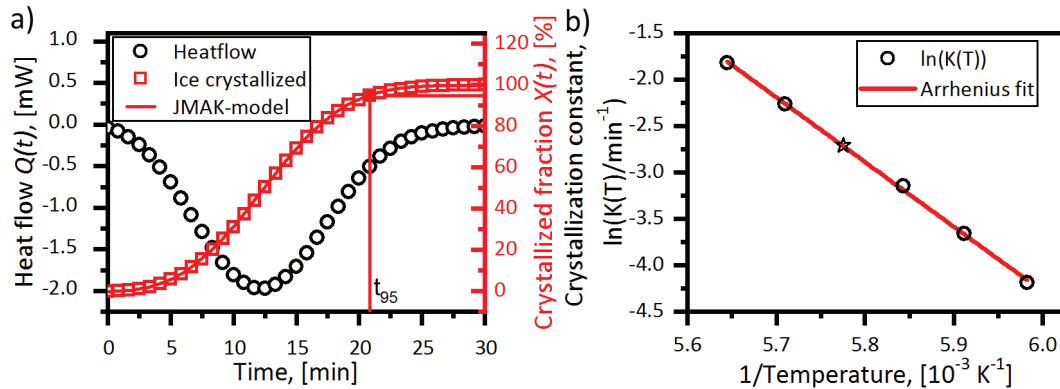 a)
Heat flow Q(t), [mW]
1.0
0.5
0.0
-0.5
-1.0
-1.5
-2.0
Heatflow
Ice crystallized
JMAK-model
t95
0
5
10
15
20
25
30
Time, [min]
120
100
80
60
40
20
0
Crystallized fraction X(t), [%]
b)
Crystallization constant,
ln(K(T)/min-1)
-1.5
-2.0
-2.5
-3.0
-3.5
-4.0
-4.5
ln(K(T))
Arrhenius fit
5.6
5.7
5.8
5.9
6.0
1/Temperature, [10-3 K-1]